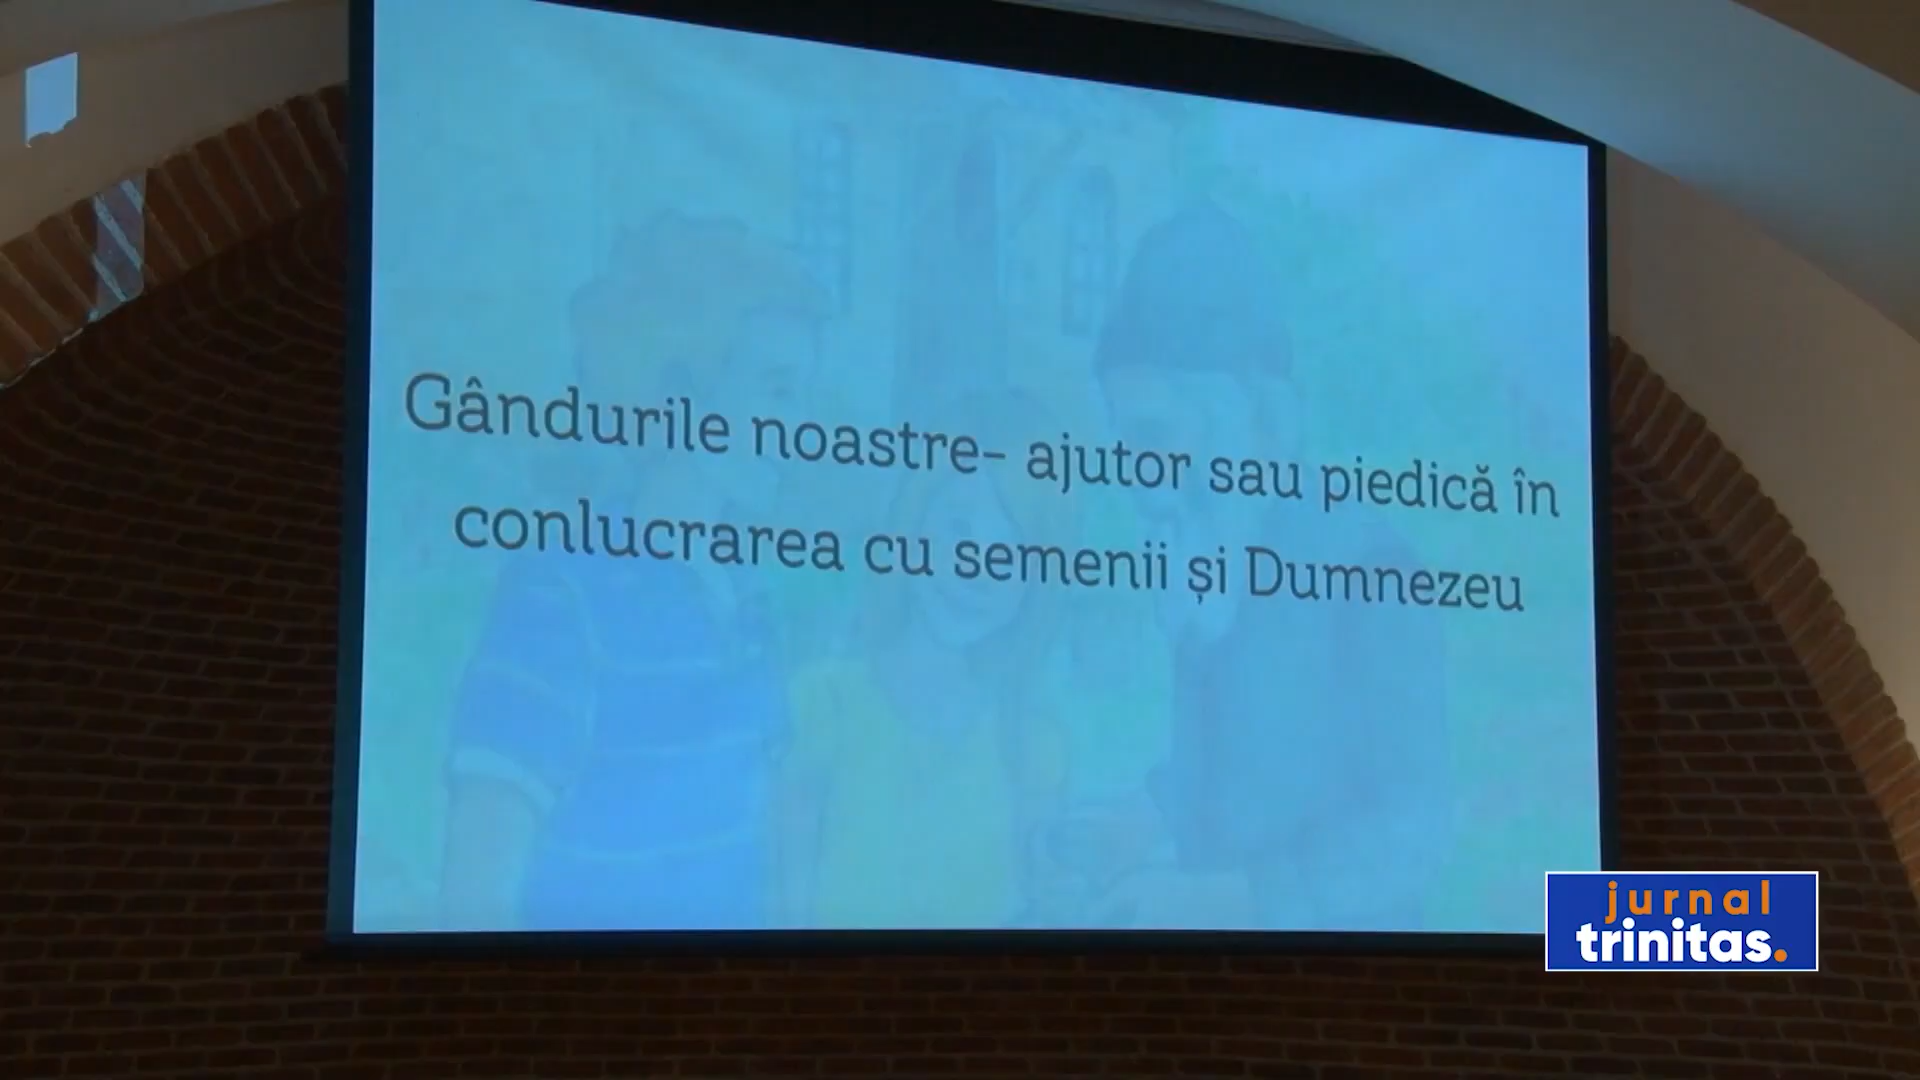 Gândurile noastre- ajutor sau piedică în
conlucrarea cu semenii și Dumnezeu
jurnal
trinitas.